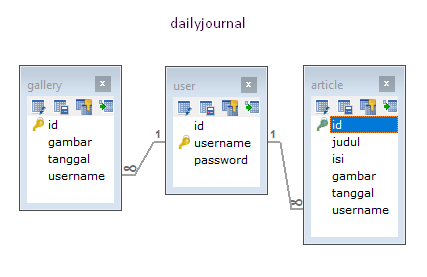 dailyjournal
gallery
id
gambar
tanggal
username
1
∞
user
id
username
password
1
∞
article
id
judul
isi
gambar
tanggal
username